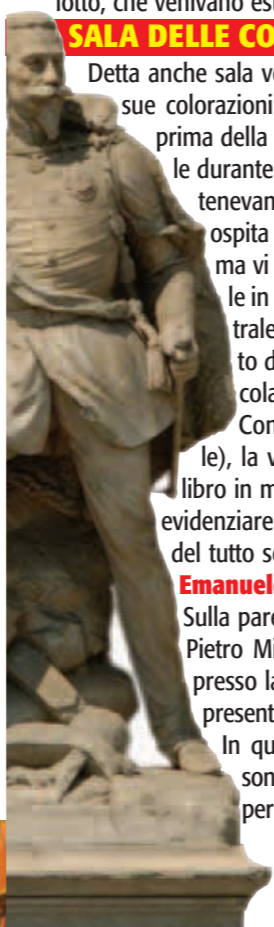 lotto, che venivano es
SALA DELLE CO
Detta anche sala v
sue colorazioni
prima della
le durante
tenevan
ospita
ma vi
le in
trale
to d
cola
Con
le), la v
libro in m
evidenziare
del tutto s
Emanuel
Sulla pare
Pietro Mi
presso la
present
In qu
son
per